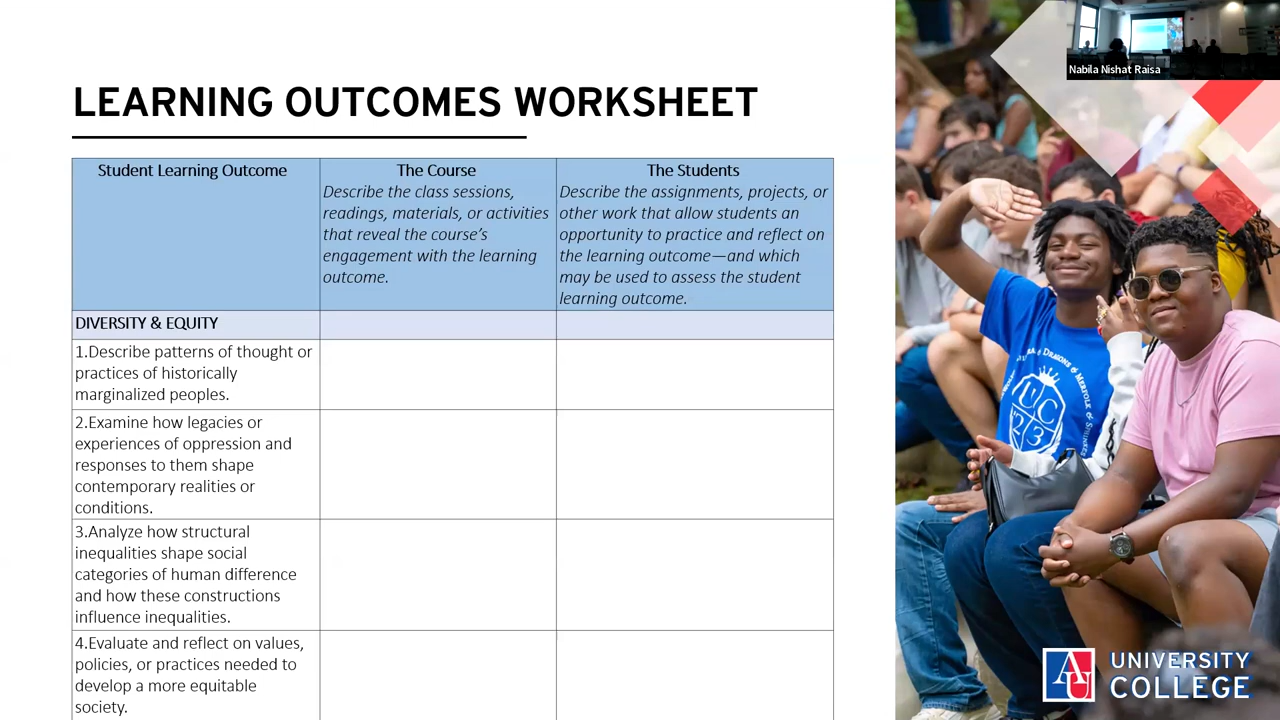 Nabila Nishat Raisa
LEARNING OUTCOMES WORKSHEET
Student Learning Outcome
The Course
Describe the class sessions,
readings, materials, or activities
that reveal the course's
engagement with the learning
outcome.
The Students
Describe the assignments, projects, or
other work that allow students an
opportunity to practice and reflect on
the learning outcome—and which
may be used to assess the student
learning outcome.
DIVERSITY & EQUITY
1.Describe patterns of thought or
practices of historically
marginalized peoples.
2.Examine how legacies or
experiences of oppression and
responses to them shape
contemporary realities or
conditions.
3.Analyze how structural
inequalities shape social
categories of human difference
and how these constructions
influence inequalities.
4.Evaluate and reflect on values,
policies, or practices needed to
develop a more equitable
society.
UC
'23
AU
UNIVERSITY
COLLEGE